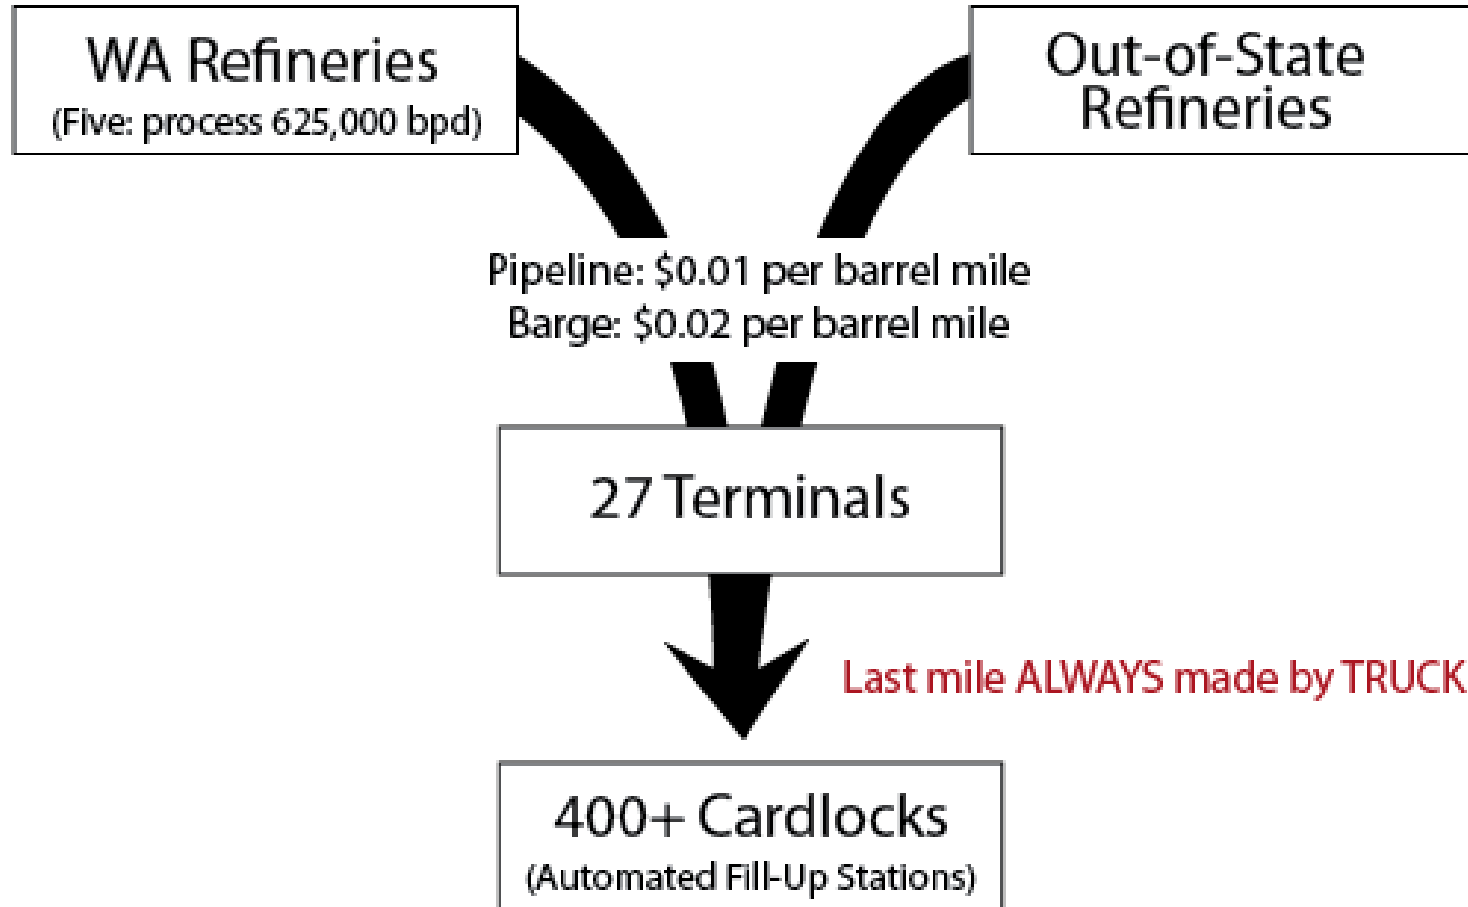 WA Refineries
(Five: process 625,000 bpd)
Out-of-State
Refineries
Pipeline: $0.01 per barrel mile
Barge: $0.02 per barrel mile
27 Terminals
Last mile ALWAYS made by TRUCK
400+ Cardlocks
(Automated Fill-Up Stations)